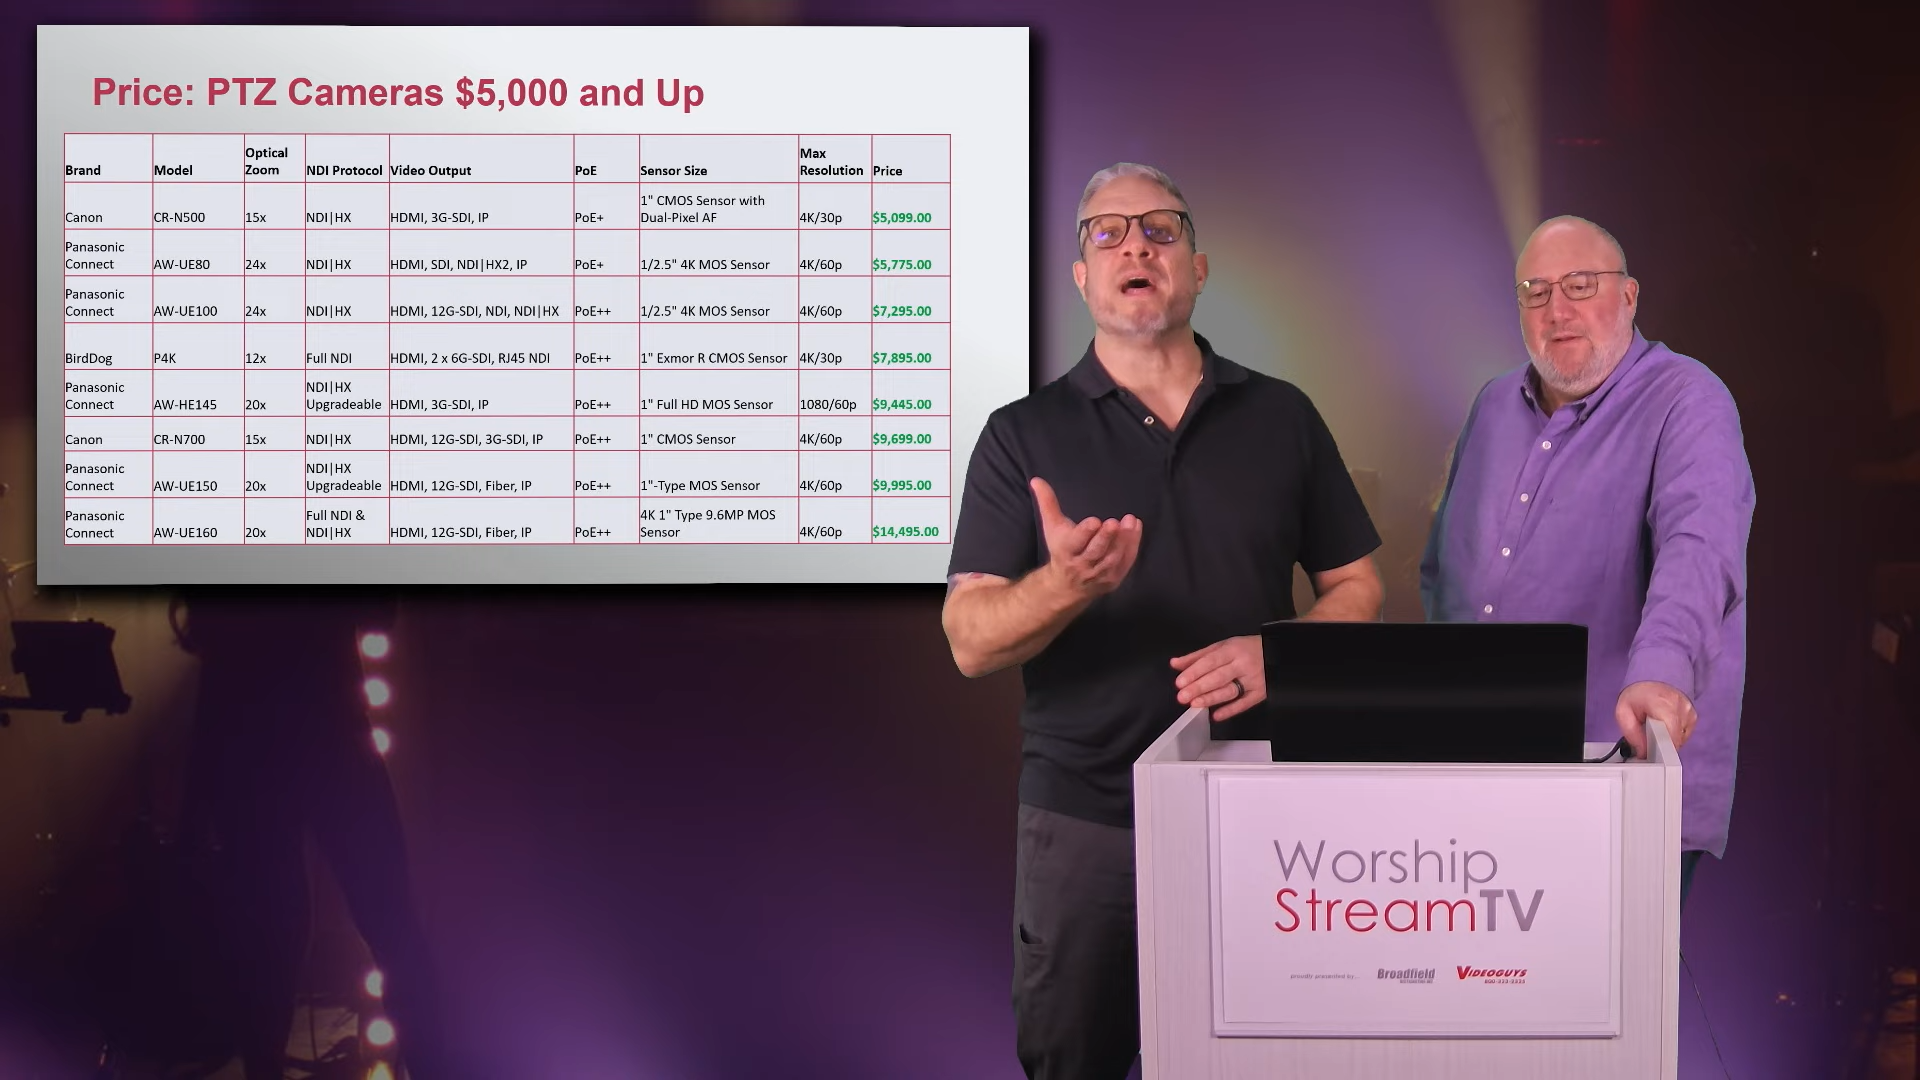 Price: PTZ Cameras $5,000 and Up
Brand Model Optical Zoom NDI Protocol Video Output PoE Sensor Size Max Resolution Price
Canon CR-N500 15x NDI|HX HDMI, 3G-SDI, IP PoE+ 1" CMOS Sensor with Dual-Pixel AF 4K/30p $5,099.00
Panasonic Connect AW-UE80 24x NDI|HX HDMI, SDI, NDI|HX2, IP PoE+ 1/2.5" 4K MOS Sensor 4K/60p $5,775.00
Panasonic Connect AW-UE100 24x NDI|HX HDMI, 12G-SDI, NDI, NDI|HX PoE++ 1/2.5" 4K MOS Sensor 4K/60p $7,295.00
BirdDog P4K 12x Full NDI HDMI, 2 x 6G-SDI, RJ45 NDI PoE++ 1" Exmor R CMOS Sensor 4K/30p $7,895.00
Panasonic Connect AW-HE145 20x NDI|HX Upgradeable HDMI, 3G-SDI, IP PoE++ 1" Full HD MOS Sensor 1080/60p $9,445.00
Canon CR-N700 15x NDI|HX HDMI, 12G-SDI, 3G-SDI, IP PoE++ 1" CMOS Sensor 4K/60p $9,699.00
Panasonic Connect AW-UE150 20x NDI|HX Upgradeable HDMI, 12G-SDI, Fiber, IP PoE++ 1"-Type MOS Sensor 4K/60p $9,995.00
Panasonic Connect AW-UE160 20x Full NDI & NDI|HX HDMI, 12G-SDI, Fiber, IP PoE++ 4K 1" Type 9.6MP MOS Sensor 4K/60p $14,495.00
Worship
StreamTV
proudly presented by...
Broadfield
VIDEOGUYS